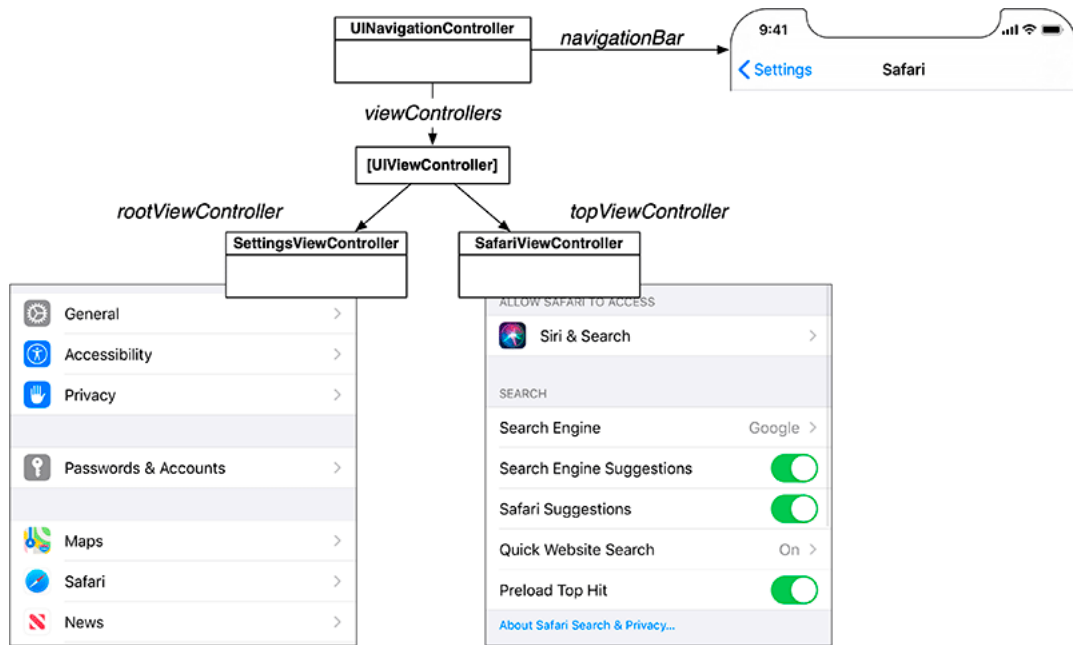 UINavigationController
navigationBar
9:41
Settings
Safari
viewControllers
[UIViewController]
rootViewController
topViewController
SettingsViewController
SafariViewController
General
Accessibility
Privacy
Passwords & Accounts
Maps
Safari
News
ALLOW SAFARI TO ACCESS
Siri & Search
SEARCH
Search Engine Google
Search Engine Suggestions
Safari Suggestions
Quick Website Search On
Preload Top Hit
About Safari Search & Privacy...